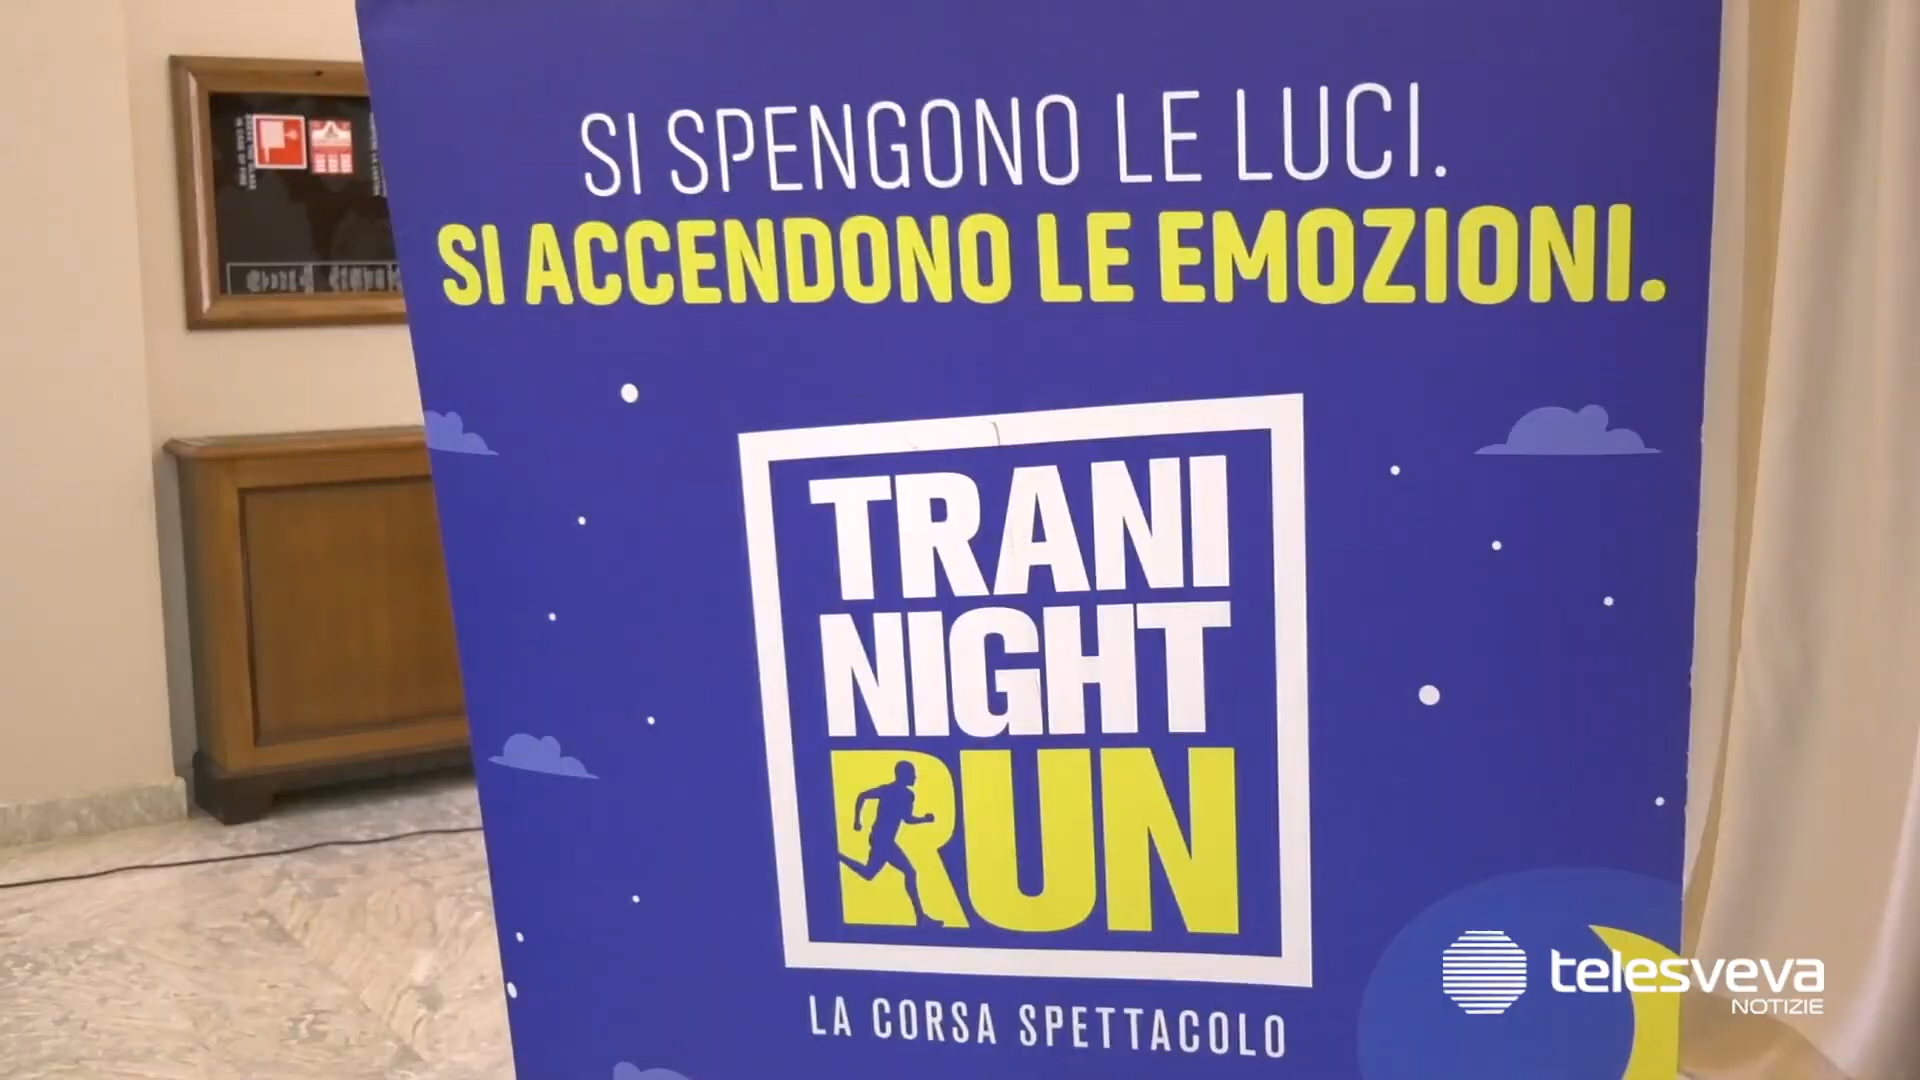 SI SPENGONO LE LUCI.
SI ACCENDONO LE EMOZIONI.
TRANI
NIGHT
RUN
LA CORSA SPETTACOLO
telesveva
NOTIZIE